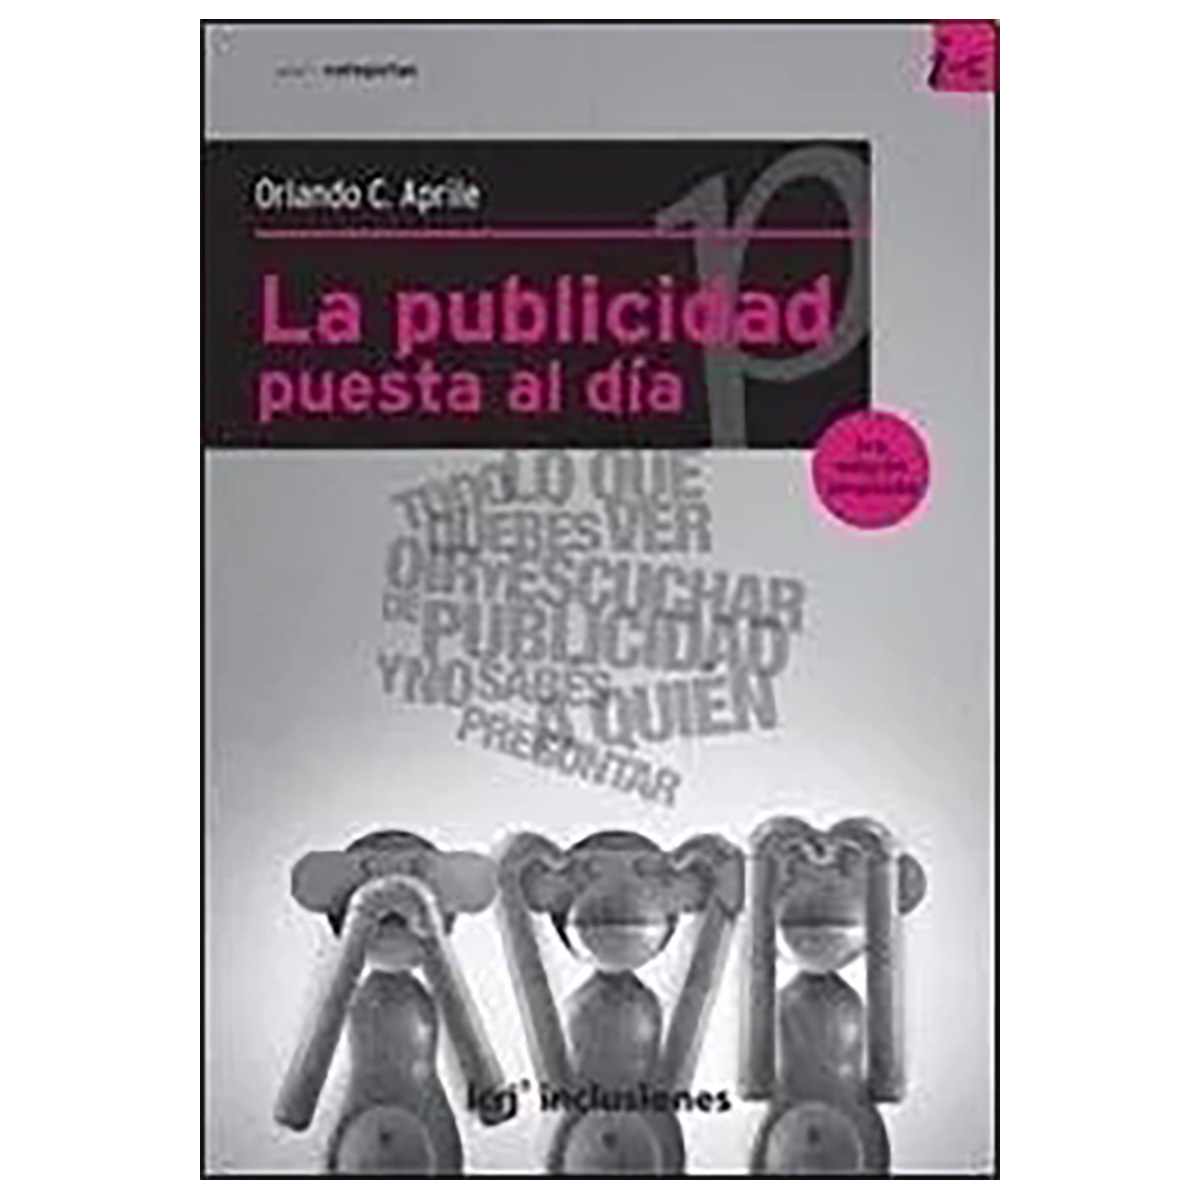 categorías
Orlando C. Aprile
La publicidad
puesta al día
TODO LO QUE
DEBES VER
OIR Y ESCUCHAR
DE PUBLICIDAD
Y NO SABES
A QUIEN
PREGUNTAR
inclusiones